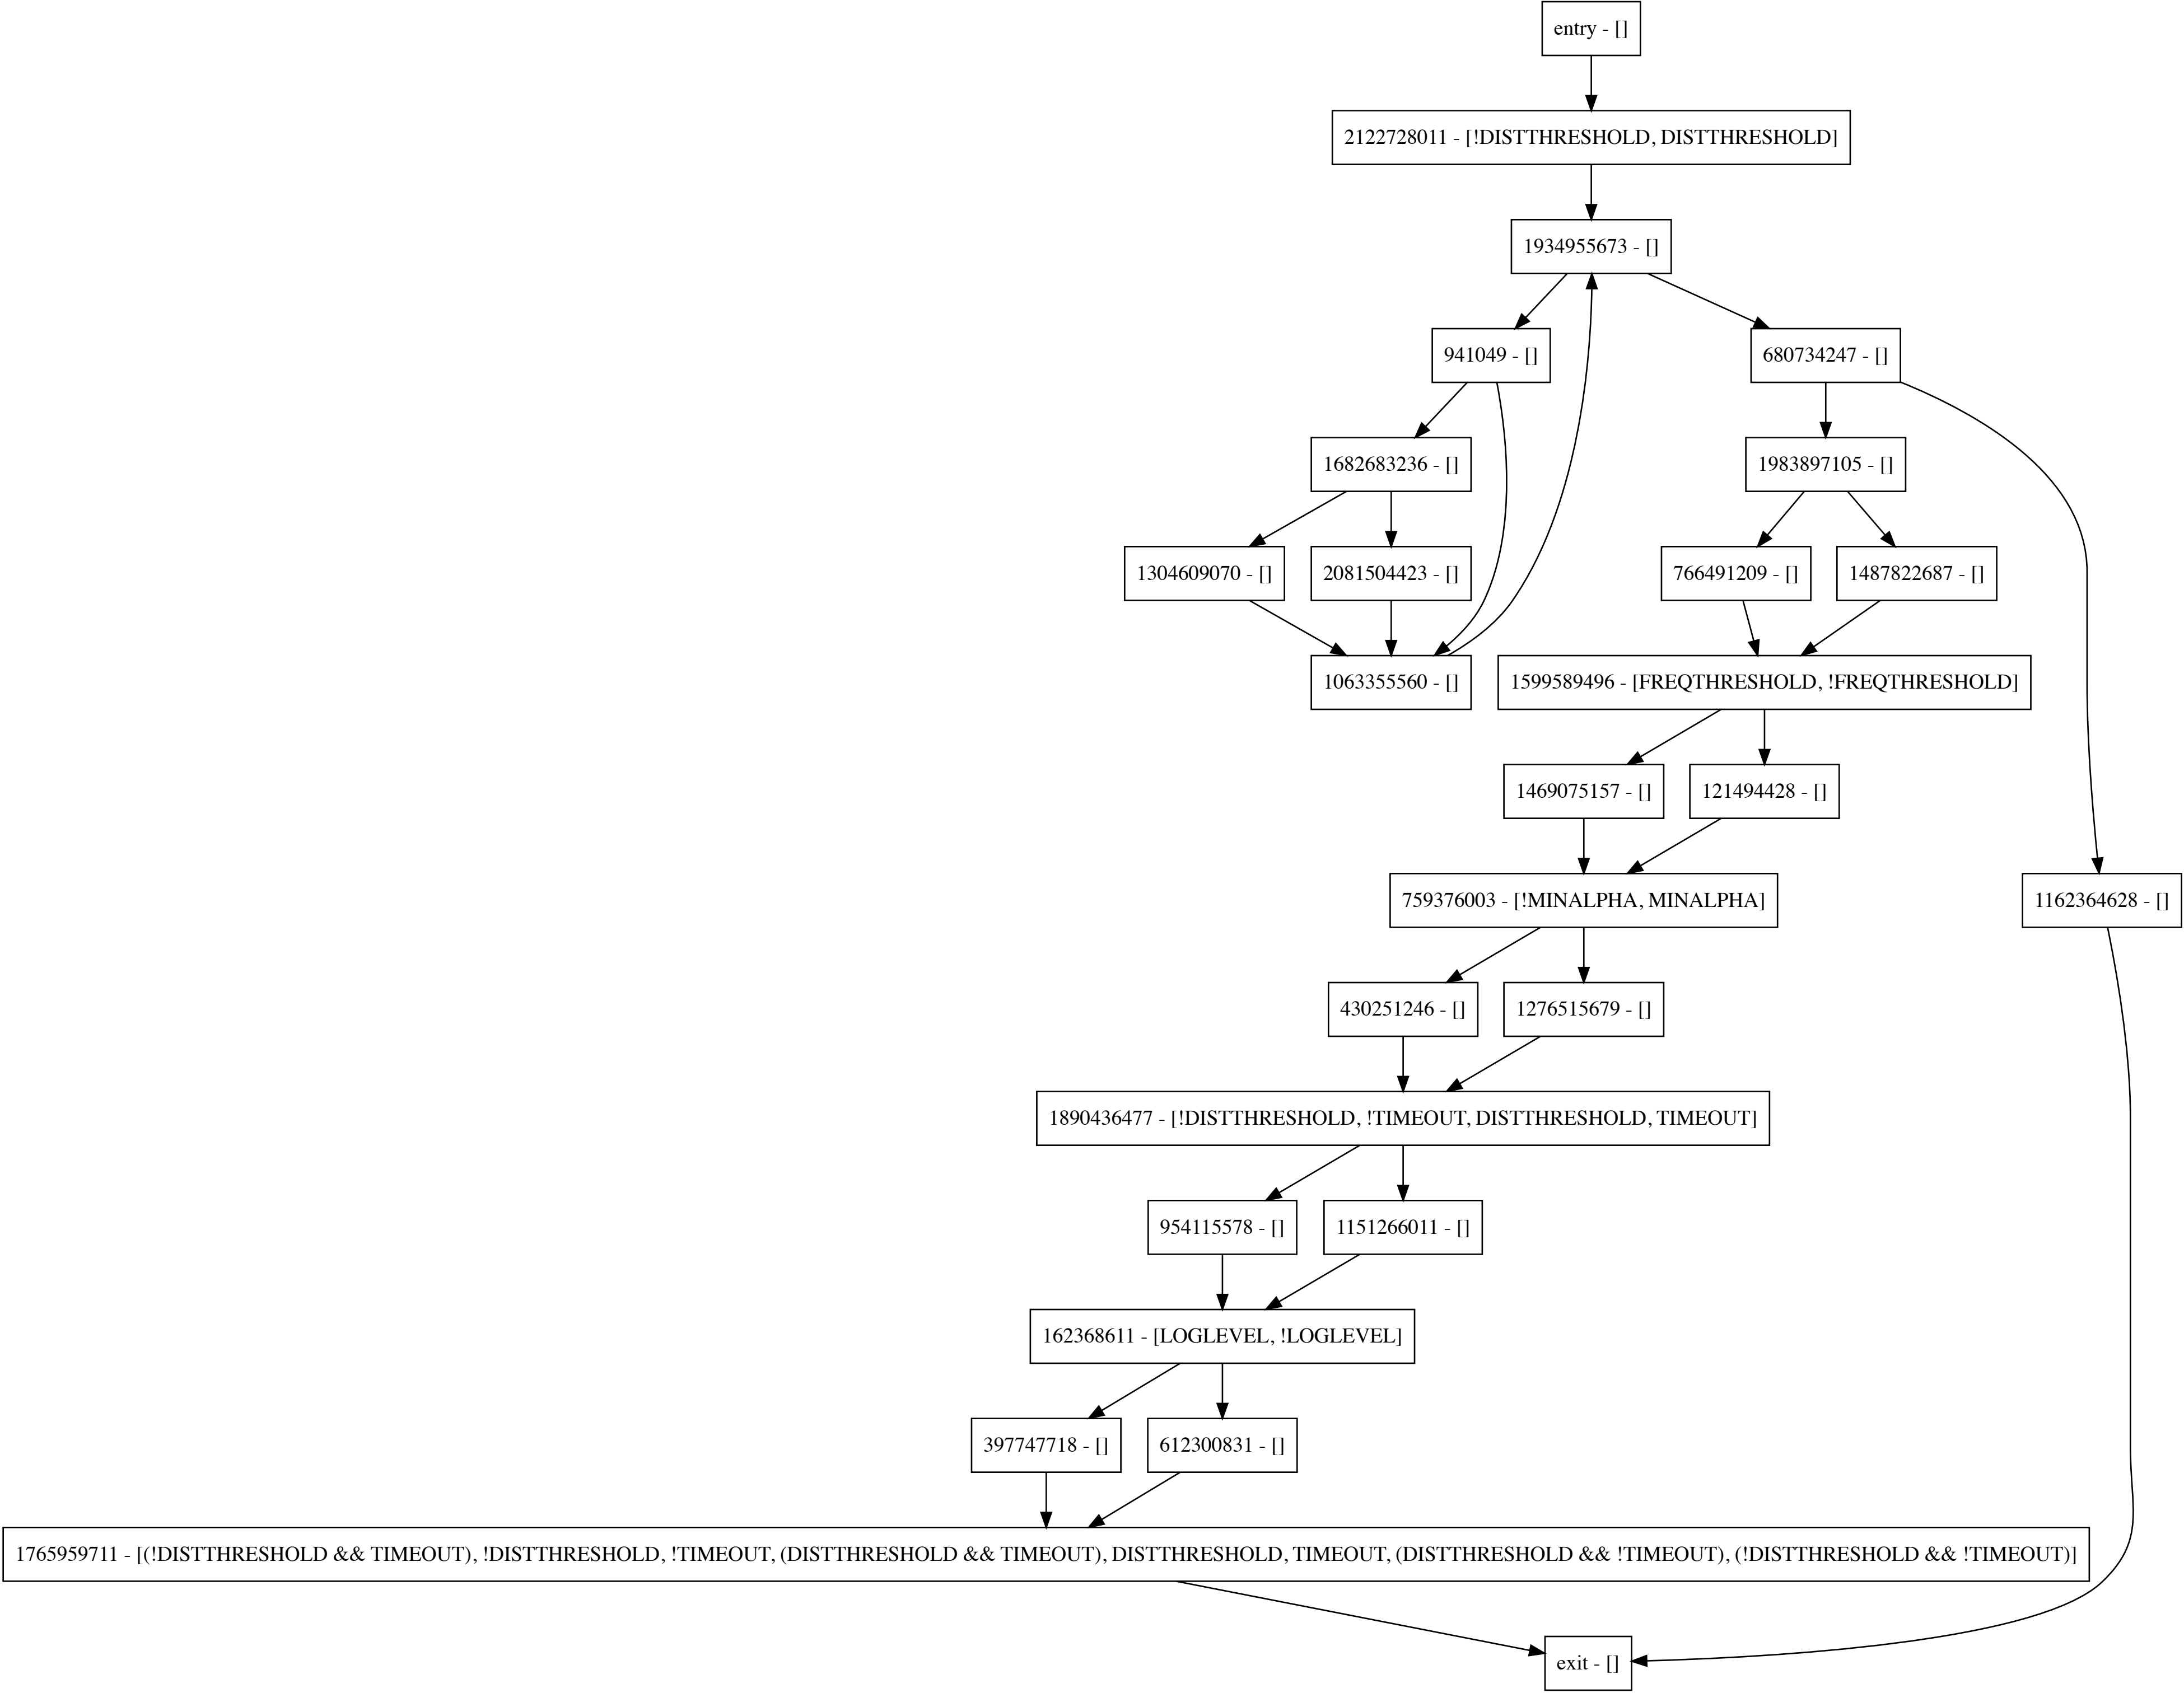 entry - []
2122728011 - [!DISTTHRESHOLD, DISTTHRESHOLD]
1934955673 - []
941049 - []
680734247 - []
1682683236 - []
1983897105 - []
1304609070 - []
2081504423 - []
766491209 - []
1487822687 - []
1063355560 - []
1599589496 - [FREQTHRESHOLD, !FREQTHRESHOLD]
1469075157 - []
121494428 - []
759376003 - [!MINALPHA, MINALPHA]
1162364628 - []
430251246 - []
1276515679 - []
1890436477 - [!DISTTHRESHOLD, !TIMEOUT, DISTTHRESHOLD, TIMEOUT]
954115578 - []
1151266011 - []
162368611 - [LOGLEVEL, !LOGLEVEL]
397747718 - []
612300831 - []
1765959711 - [(!DISTTHRESHOLD && TIMEOUT), !DISTTHRESHOLD, !TIMEOUT, (DISTTHRESHOLD && TIMEOUT), DISTTHRESHOLD, TIMEOUT, (DISTTHRESHOLD && !TIMEOUT), (!DISTTHRESHOLD && !TIMEOUT)]
exit - []